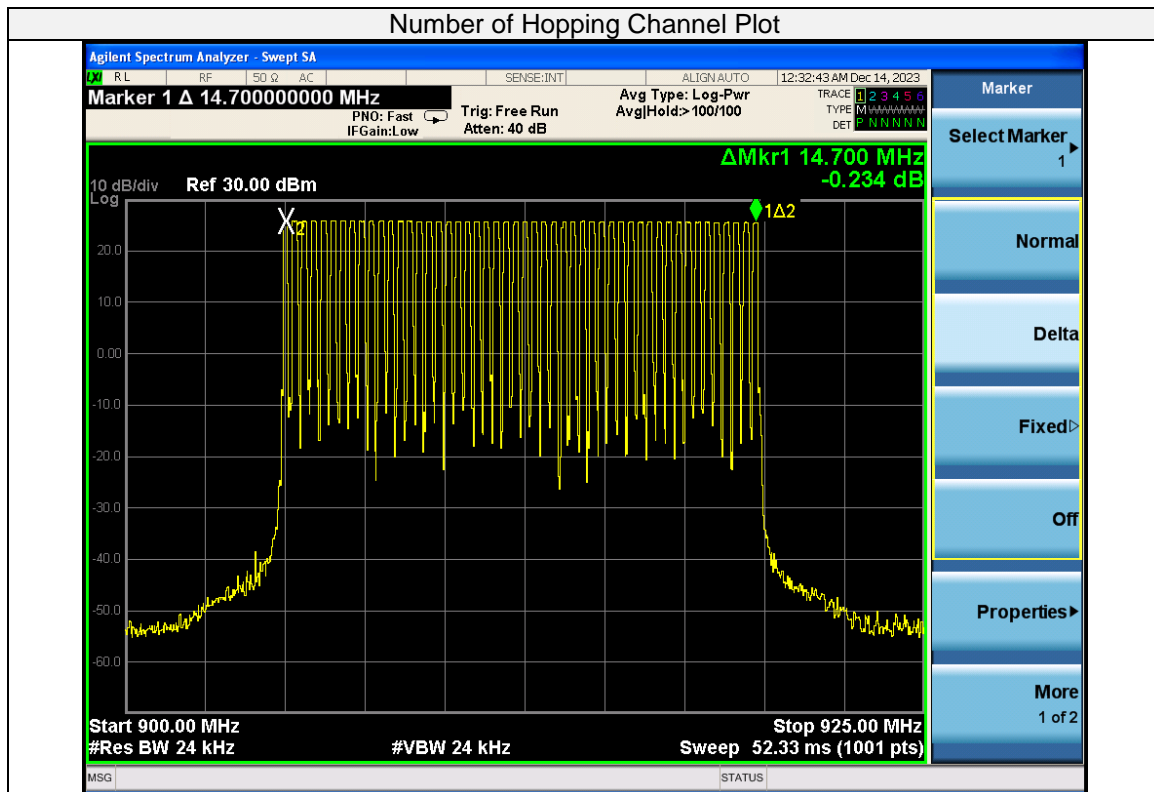 Number of Hopping Channel Plot
Agilent Spectrum Analyzer - Swept SA
LXI RL RF 50 Ω AC SENSE:INT ALIGN AUTO 12:32:43 AM Dec 14, 2023
Marker 1 Δ 14.700000000 MHz
PNO: Fast
IFGain:Low
Trig: Free Run
Atten: 40 dB
Avg Type: Log-Pwr
Avg|Hold:> 100/100
TRACE 1 2 3 4 5 6
TYPE M WWWWW
DET P N N N N N
ΔMkr1 14.700 MHz
-0.234 dB
10 dB/div Ref 30.00 dBm
Log
X2
1Δ2
20.0
10.0
0.00
-10.0
-20.0
-30.0
-40.0
-50.0
-60.0
Start 900.00 MHz Stop 925.00 MHz
#Res BW 24 kHz #VBW 24 kHz Sweep 52.33 ms (1001 pts)
MSG STATUS
Marker
Select Marker
1
Normal
Delta
Fixed
Off
Properties
More
1 of 2